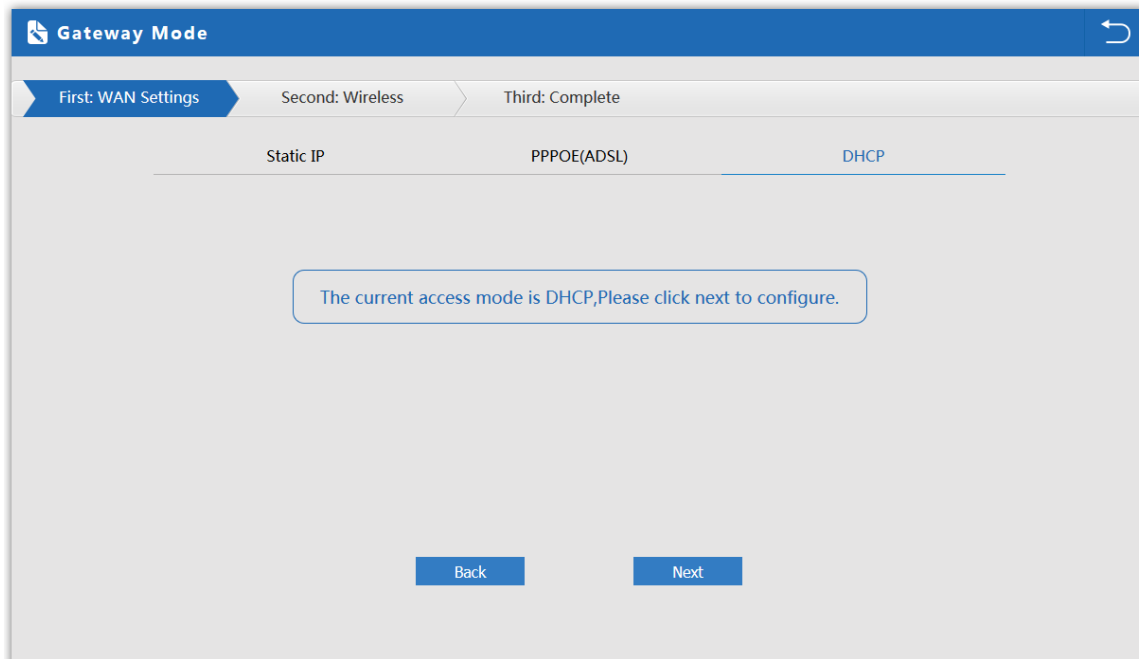 Gateway Mode
First: WAN Settings
Second: Wireless
Third: Complete
Static IP
PPPOE(ADSL)
DHCP
The current access mode is DHCP,Please click next to configure.
Back
Next